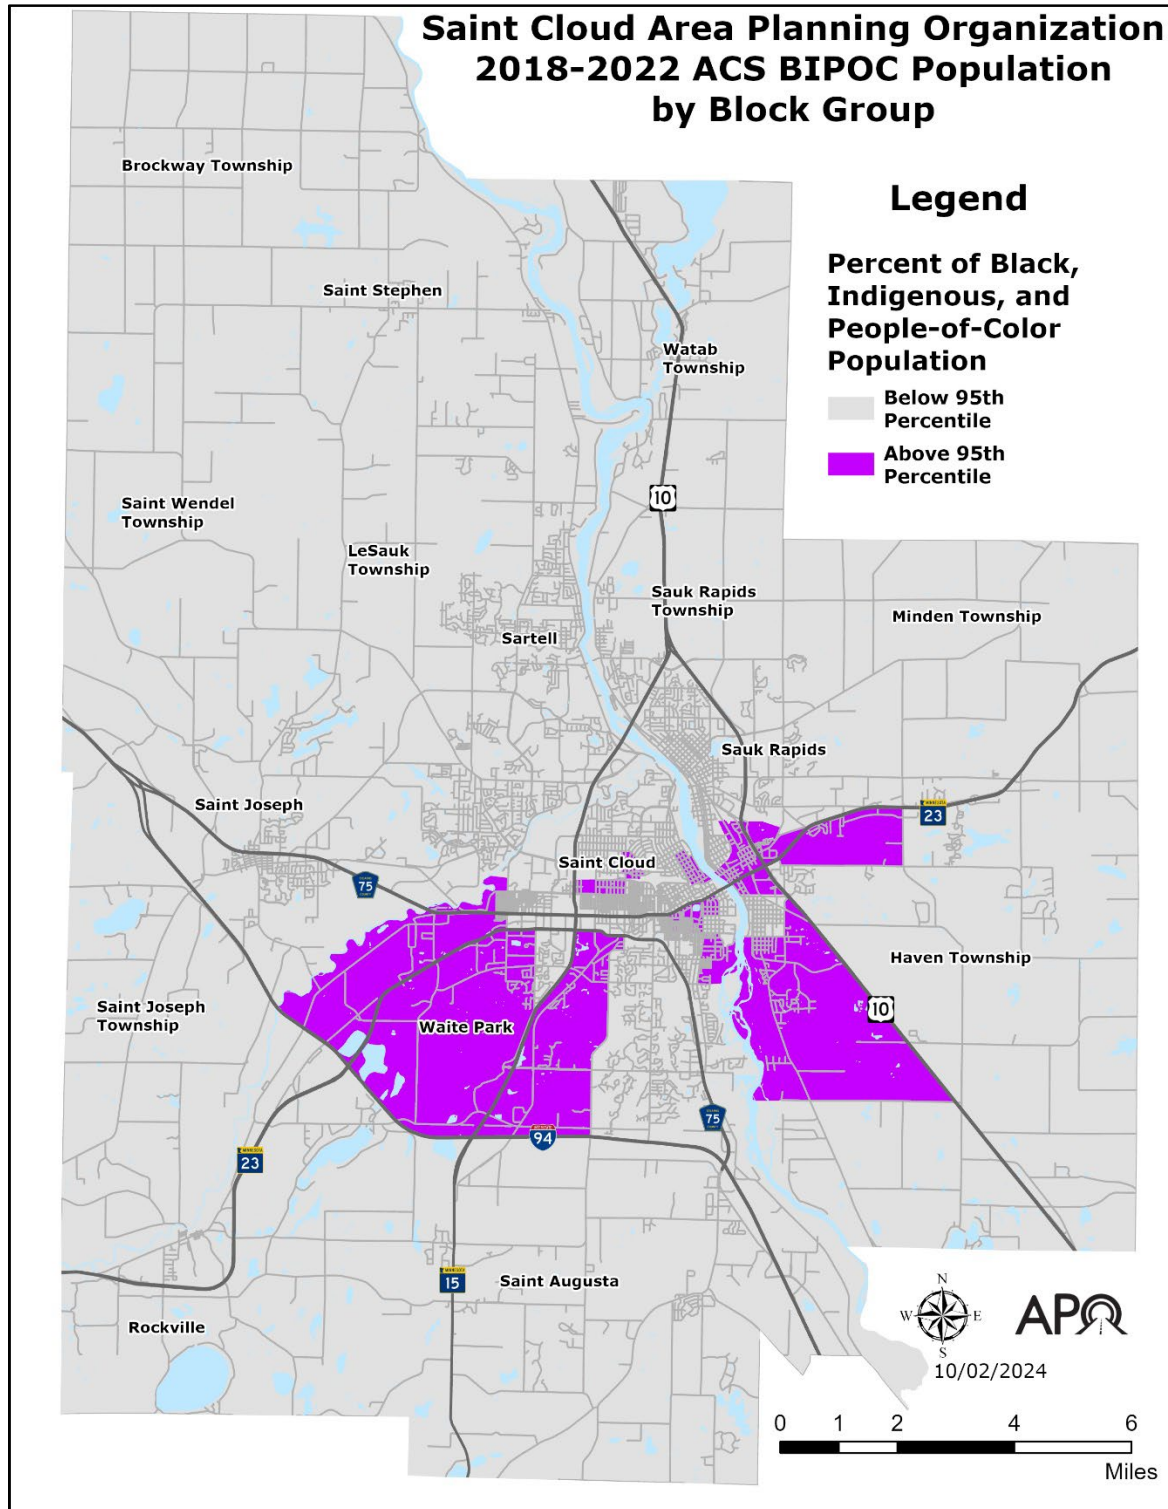 Saint Cloud Area Planning Organization
2018-2022 ACS BIPOC Population
by Block Group
Legend
Percent of Black,
Indigenous, and
People-of-Color
Population
Below 95th
Percentile
Above 95th
Percentile
Brockway Township
Saint Stephen
Watab
Township
10
Saint Wendel
Township
LeSauk
Township
Sauk Rapids
Township
Minden Township
Sartell
Sauk Rapids
Saint Joseph
MINNESOTA
23
Saint Cloud
75
Haven Township
Saint Joseph
Township
Waite Park
10
75
94
MINNESOTA
23
MINNESOTA
15
Saint Augusta
Rockville
N
W
E
S
APO
10/02/2024
0 1 2 4 6
Miles